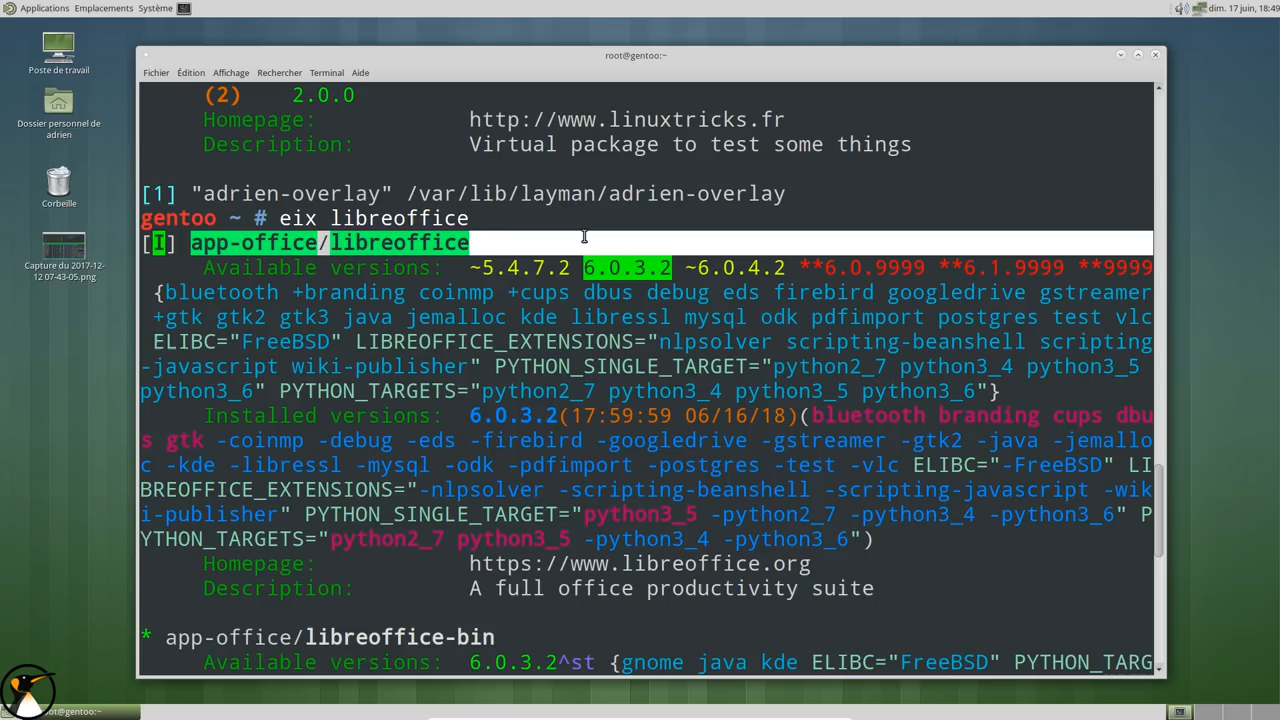 Applications Emplacements Système
dim. 17 juin, 18:49
Poste de travail
Dossier personnel de
adrien
Corbeille
Capture du 2017-12-
12 07-43-05.png
root@gentoo:~
Fichier Édition Affichage Rechercher Terminal Aide
(2) 2.0.0
Homepage: http://www.linuxtricks.fr
Description: Virtual package to test some things
[1] "adrien-overlay" /var/lib/layman/adrien-overlay
gentoo ~ # eix libreoffice
[I] app-office/libreoffice
Available versions: ~5.4.7.2 6.0.3.2 ~6.0.4.2 **6.0.9999 **6.1.9999 **9999
{bluetooth +branding coinmp +cups dbus debug eds firebird googledrive gstreamer
+gtk gtk2 gtk3 java jemalloc kde libressl mysql odk pdfimport postgres test vlc
ELIBC="FreeBSD" LIBREOFFICE_EXTENSIONS="nlpsolver scripting-beanshell scripting
-javascript wiki-publisher" PYTHON_SINGLE_TARGET="python2_7 python3_4 python3_5
python3_6" PYTHON_TARGETS="python2_7 python3_4 python3_5 python3_6"}
Installed versions: 6.0.3.2(17:59:59 06/16/18)(bluetooth branding cups dbu
s gtk -coinmp -debug -eds -firebird -googledrive -gstreamer -gtk2 -java -jemallo
c -kde -libressl -mysql -odk -pdfimport -postgres -test -vlc ELIBC="-FreeBSD" LI
BREOFFICE_EXTENSIONS="-nlpsolver -scripting-beanshell -scripting-javascript -wik
i-publisher" PYTHON_SINGLE_TARGET="python3_5 -python2_7 -python3_4 -python3_6" P
YTHON_TARGETS="python2_7 python3_5 -python3_4 -python3_6")
Homepage: https://www.libreoffice.org
Description: A full office productivity suite
* app-office/libreoffice-bin
Available versions: 6.0.3.2^st {gnome java kde ELIBC="FreeBSD" PYTHON_TARG
root@gentoo:~